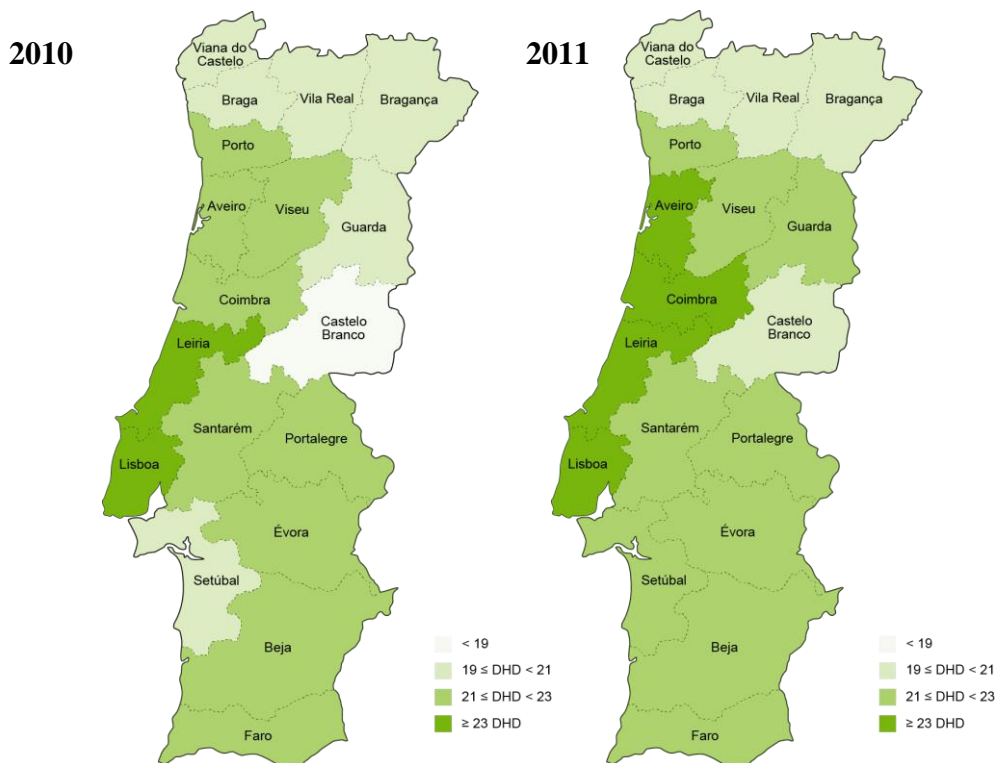 2010
Viana do
Castelo
Braga
Vila Real
Bragança
Porto
Aveiro
Viseu
Guarda
Coimbra
Castelo
Branco
Leiria
Santarém
Portalegre
Lisboa
Évora
Setúbal
Beja
Faro
< 19
19 ≤ DHD < 21
21 ≤ DHD < 23
≥ 23 DHD
2011
Viana do
Castelo
Braga
Vila Real
Bragança
Porto
Aveiro
Viseu
Guarda
Coimbra
Castelo
Branco
Leiria
Santarém
Portalegre
Lisboa
Évora
Setúbal
Beja
Faro
< 19
19 ≤ DHD < 21
21 ≤ DHD < 23
≥ 23 DHD